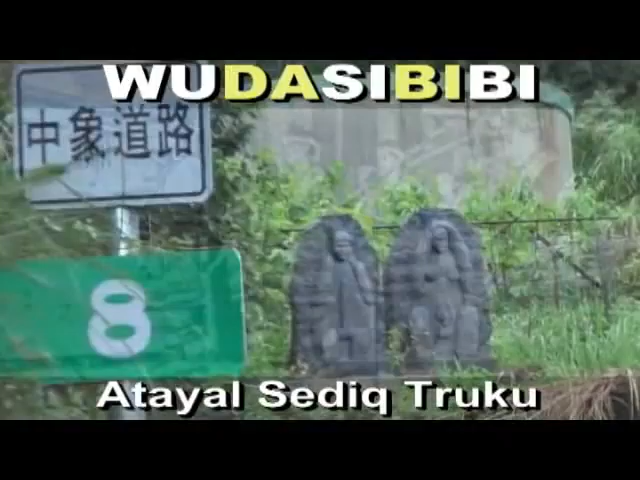 WUDASIBIBI
中象道路
8
Atayal Sediq Truku